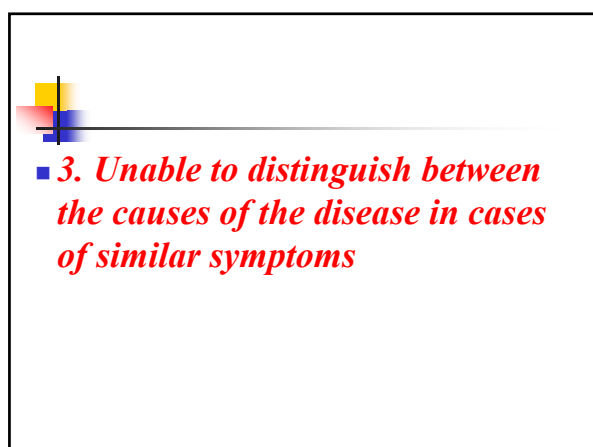 3. Unable to distinguish between
the causes of the disease in cases
of similar symptoms